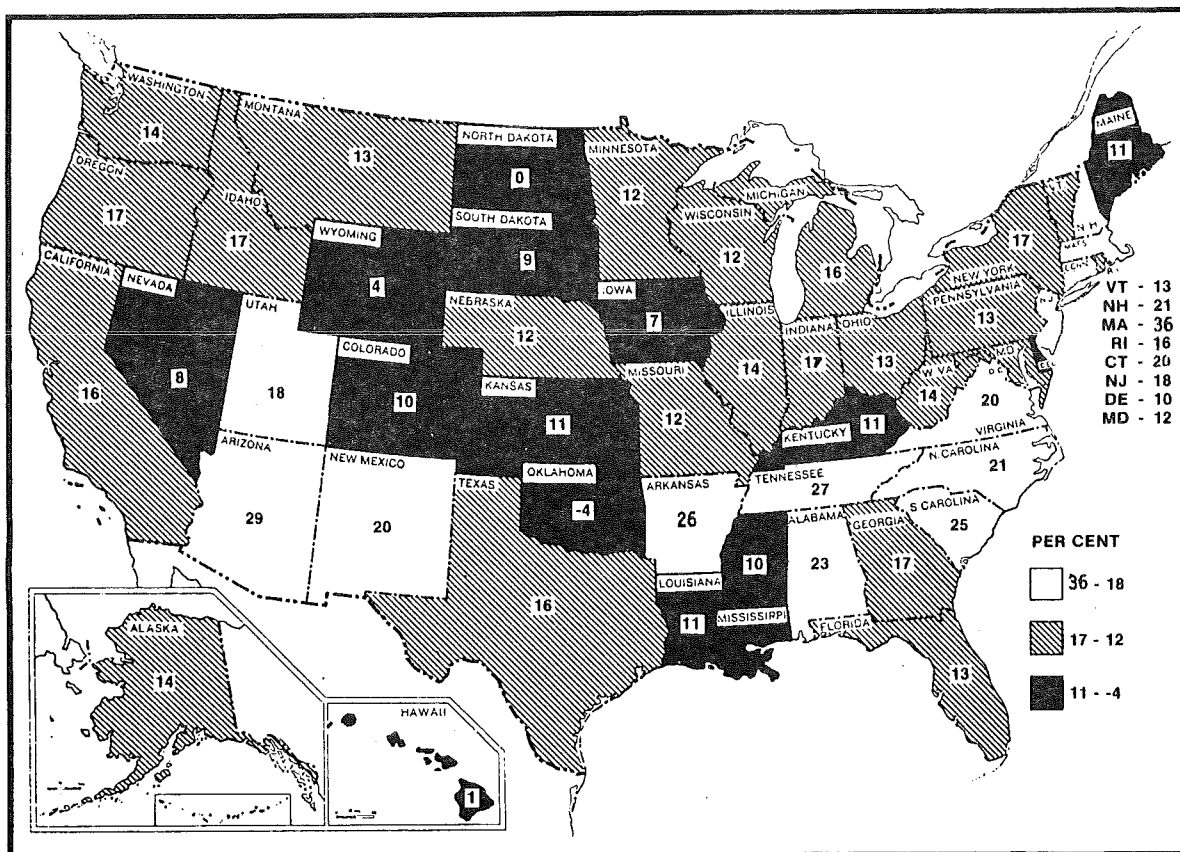 WASHINGTON
14
MONTANA
13
NORTH DAKOTA
0
MINNESOTA
12
MAINE
11
OREGON
17
IDAHO
17
WYOMING
4
SOUTH DAKOTA
9
WISCONSIN
12
MICHIGAN
16
VT.
N.H.
MASS
CONN
R.I.
NEW YORK
17
CALIFORNIA
16
NEVADA
8
UTAH
18
COLORADO
10
NEBRASKA
12
IOWA
7
ILLINOIS
14
INDIANA
17
OHIO
13
PENNSYLVANIA
13
N.J.
MD.
DEL
D.C.
W.VA.
14
VIRGINIA
20
KANSAS
11
MISSOURI
12
KENTUCKY
11
ARIZONA
29
NEW MEXICO
20
TEXAS
16
OKLAHOMA
-4
ARKANSAS
26
TENNESSEE
27
N. CAROLINA
21
S. CAROLINA
25
LOUISIANA
11
MISSISSIPPI
10
ALABAMA
23
GEORGIA
17
FLORIDA
13
ALASKA
14
HAWAII
1
VT - 13
NH - 21
MA - 36
RI - 16
CT - 20
NJ - 18
DE - 10
MD - 12
PER CENT
36 - 18
17 - 12
11 - -4